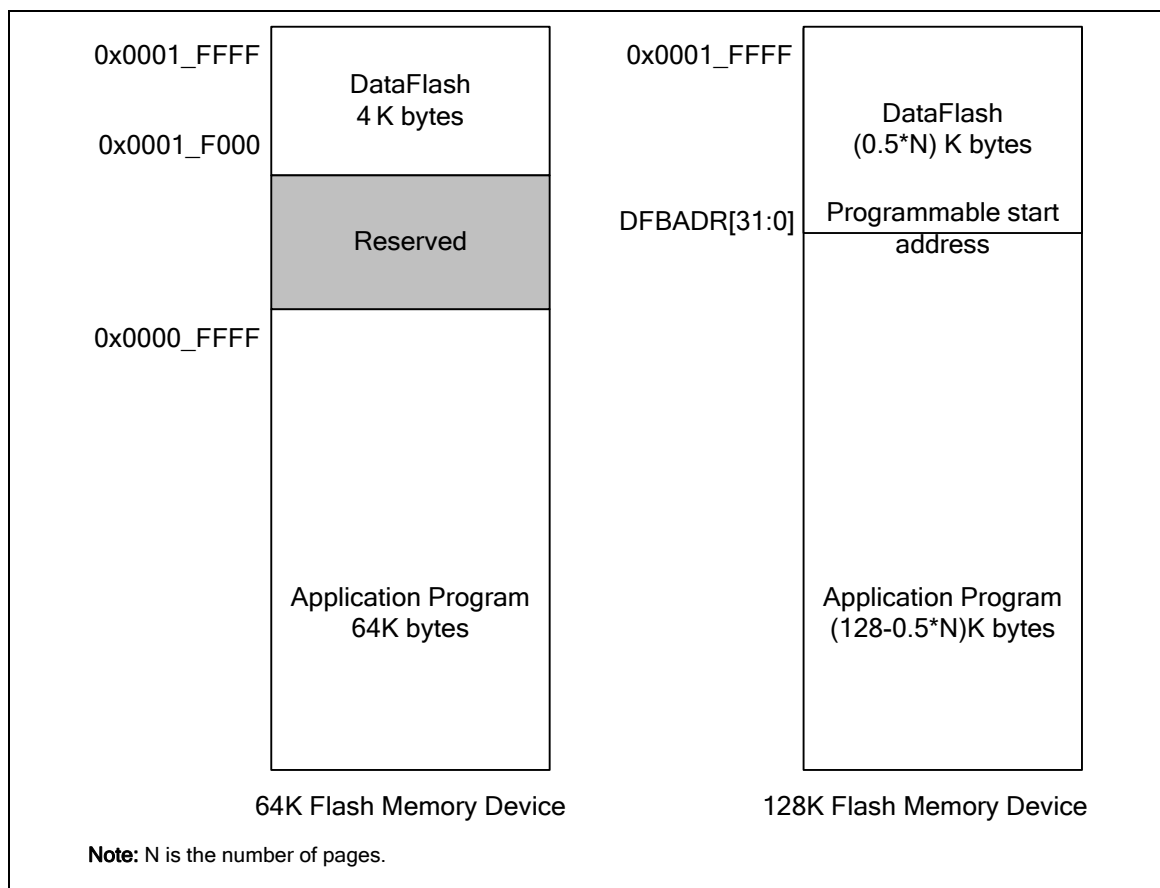 0x0001_FFFF
DataFlash
4 K bytes
0x0001_F000
Reserved
0x0000_FFFF
Application Program
64K bytes
64K Flash Memory Device
0x0001_FFFF
DataFlash
(0.5*N) K bytes
DFBADR[31:0]
Programmable start
address
Application Program
(128-0.5*N)K bytes
128K Flash Memory Device
Note: N is the number of pages.